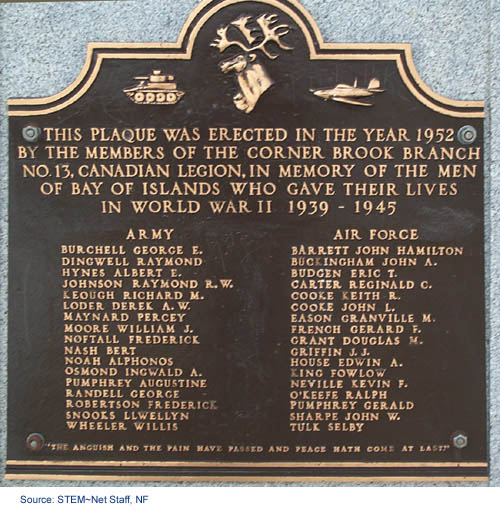 THIS PLAQUE WAS ERECTED IN THE YEAR 1952
BY THE MEMBERS OF THE CORNER BROOK BRANCH
NO. 13, CANADIAN LEGION, IN MEMORY OF THE MEN
OF BAY OF ISLANDS WHO GAVE THEIR LIVES
IN WORLD WAR II 1939 - 1945
ARMY
BURCHELL GEORGE E.
DINGWELL RAYMOND
HYNES ALBERT E.
JOHNSON RAYMOND R.W.
KEOUGH RICHARD M.
LODER DEREK A.W.
MAYNARD PERCEY
MOORE WILLIAM J.
NOFTALL FREDERICK
NASH BERT
NOAH ALPHONOS
OSMOND INGWALD A.
PUMPHREY AUGUSTINE
RANDELL GEORGE
ROBERTSON FREDERICK
SNOOKS LLWELLYN
WHEELER WILLIS
AIR FORCE
BARRETT JOHN HAMILTON
BUCKINGHAM JOHN A.
BUDGEN ERIC T.
CARTER REGINALD C.
COOKE KEITH R.
COOKE JOHN L.
EASON GRANVILLE M.
FRENCH GERARD F.
GRANT DOUGLAS M.
GRIFFIN J.J.
HOUSE EDWIN A.
KING FOWLOW
NEVILLE KEVIN F.
O'KEEFE RALPH
PUMPHREY GERALD
SHARPE JOHN W.
TULK SELBY
"THE ANGUISH AND THE PAIN HAVE PASSED AND PEACE HATH COME AT LAST"
Source: STEM~Net Staff, NF